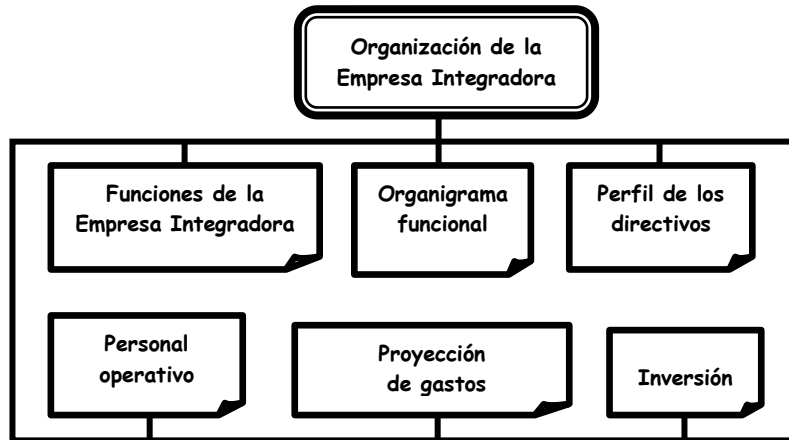 Organización de la
Empresa Integradora
Funciones de la
Empresa Integradora
Organigrama
funcional
Perfil de los
directivos
Personal
operativo
Proyección
de gastos
Inversión